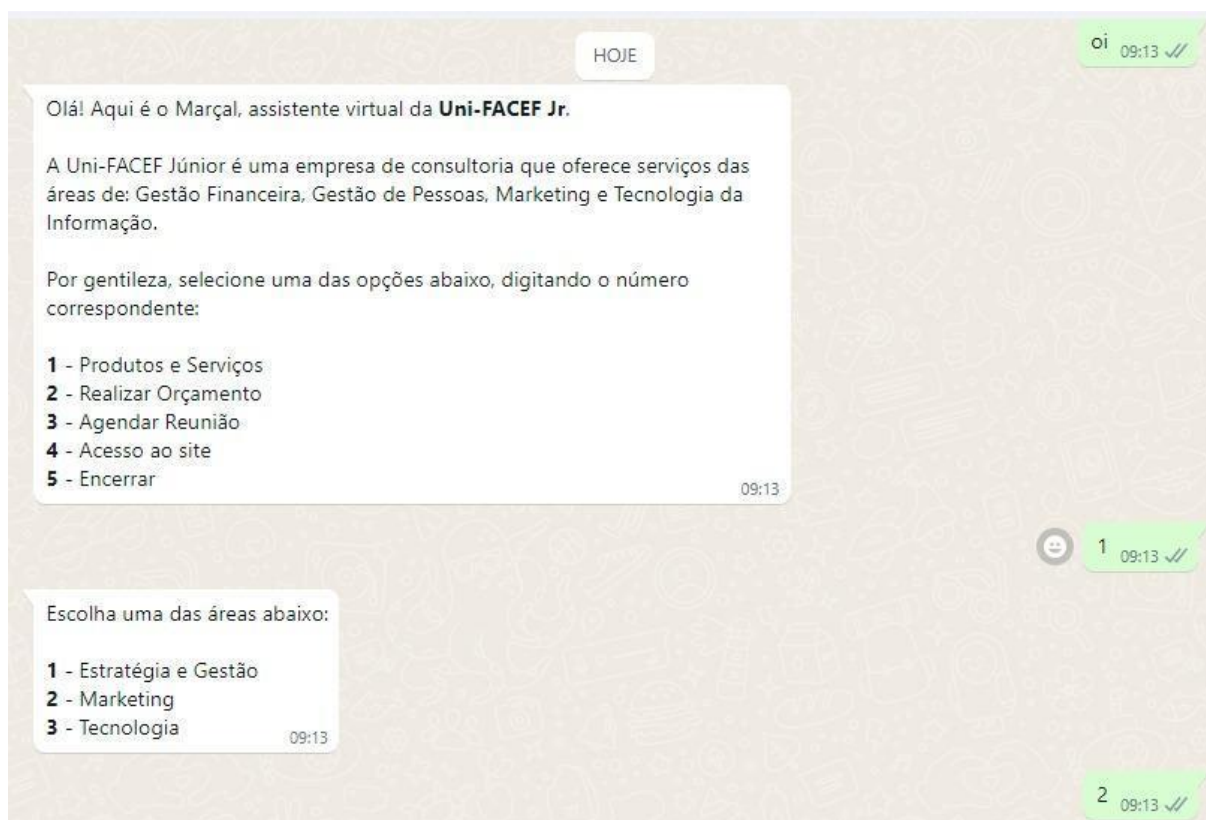 oi 09:13
HOJE
Olá! Aqui é o Marçal, assistente virtual da Uni-FACEF Jr.
A Uni-FACEF Júnior é uma empresa de consultoria que oferece serviços das
áreas de: Gestão Financeira, Gestão de Pessoas, Marketing e Tecnologia da
Informação.
Por gentileza, selecione uma das opções abaixo, digitando o número
correspondente:
1 - Produtos e Serviços
2 - Realizar Orçamento
3 - Agendar Reunião
4 - Acesso ao site
5 - Encerrar
09:13
1 09:13
Escolha uma das áreas abaixo:
1 - Estratégia e Gestão
2 - Marketing
3 - Tecnologia
09:13
2 09:13